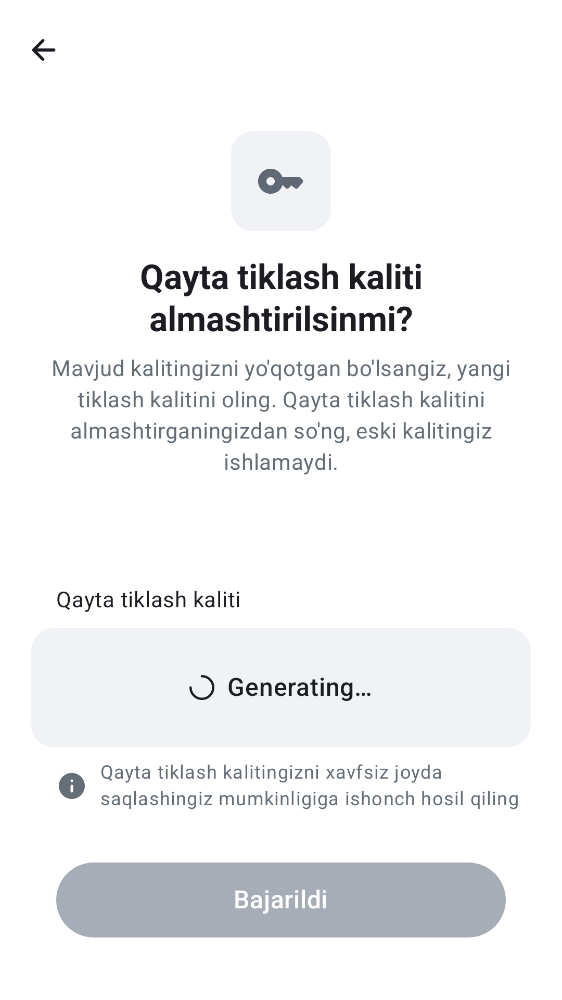 Qayta tiklash kaliti
almashtirilsinmi?
Mavjud kalitingizni yo'qotgan bo'lsangiz, yangi
tiklash kalitini oling. Qayta tiklash kalitini
almashtirganingizdan so'ng, eski kalitingiz
ishlamaydi.
Qayta tiklash kaliti
Generating…
Qayta tiklash kalitingizni xavfsiz joyda
saqlashingiz mumkinligiga ishonch hosil qiling
Bajarildi